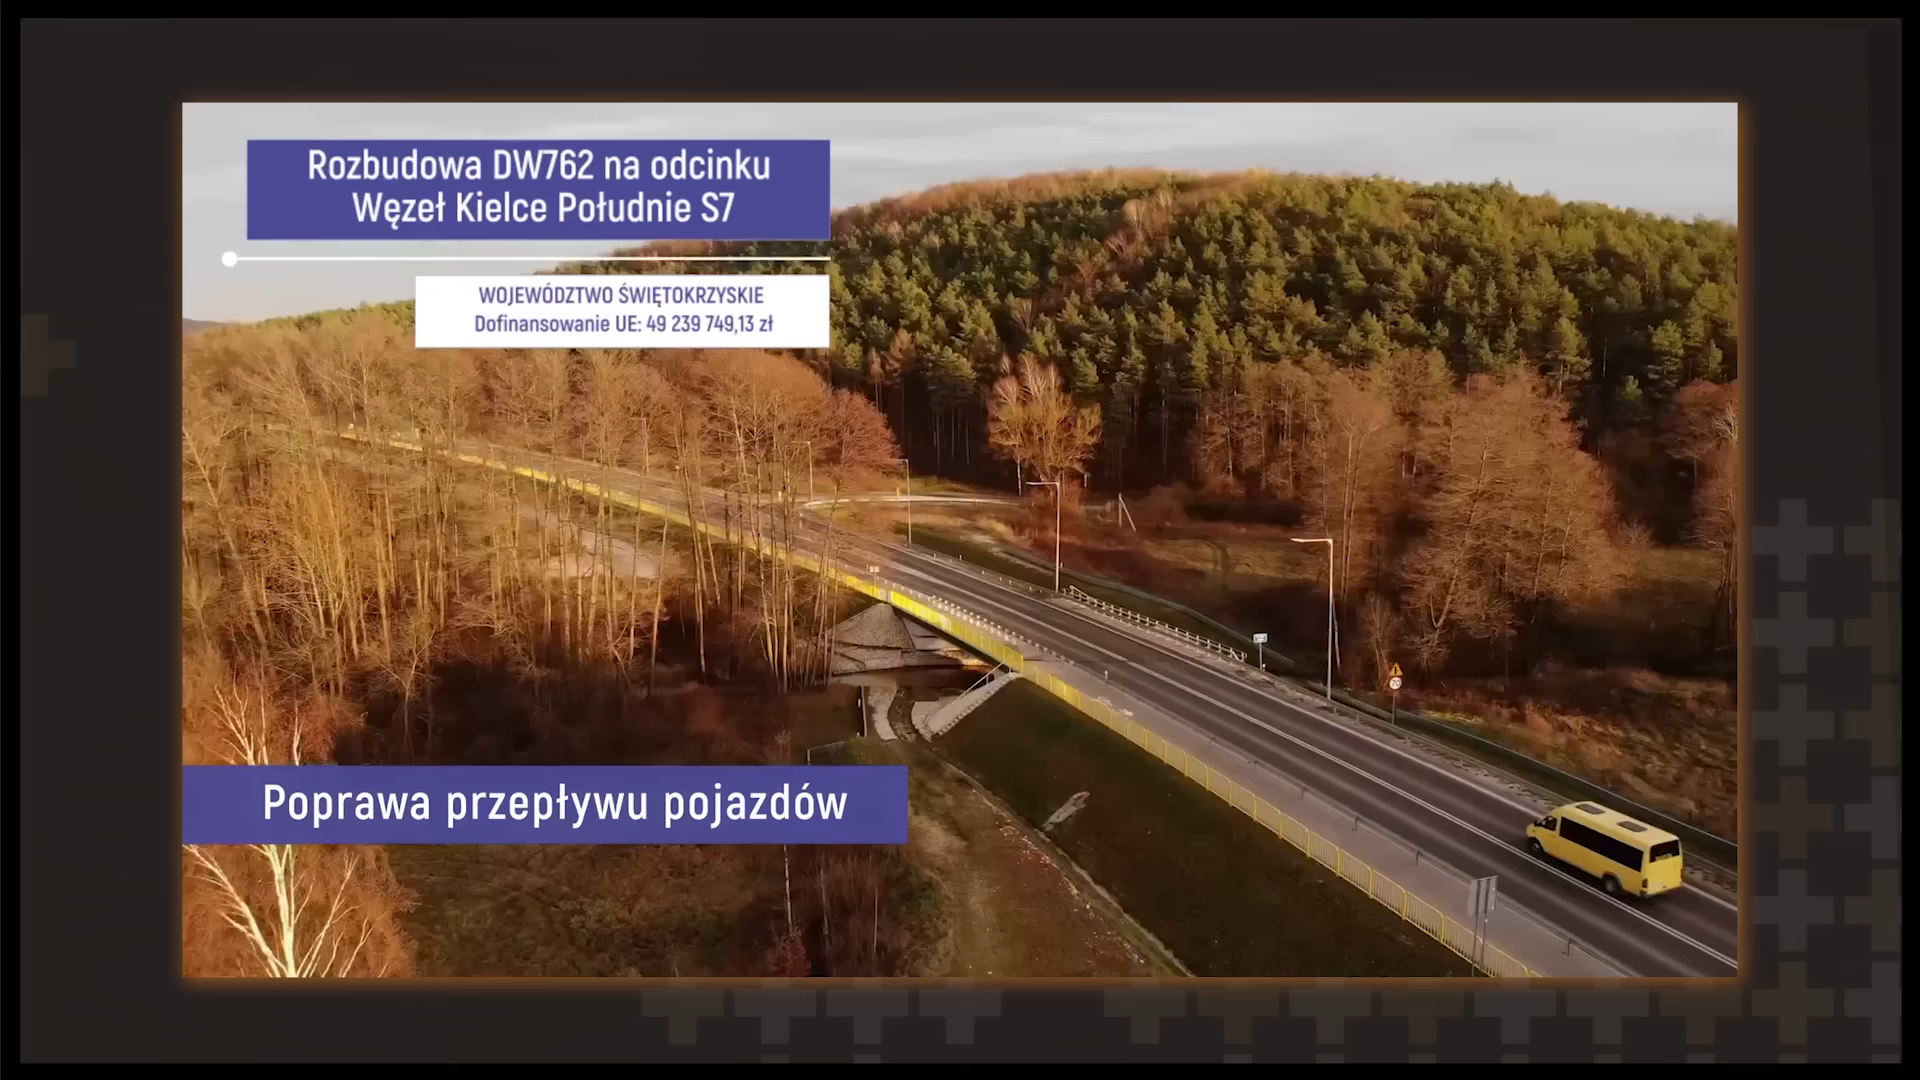 Rozbudowa DW762 na odcinku
Węzeł Kielce Południe S7
WOJEWÓDZTWO ŚWIĘTOKRZYSKIE
Dofinansowanie UE: 49 239 749,13 zł
70
Poprawa przepływu pojazdów